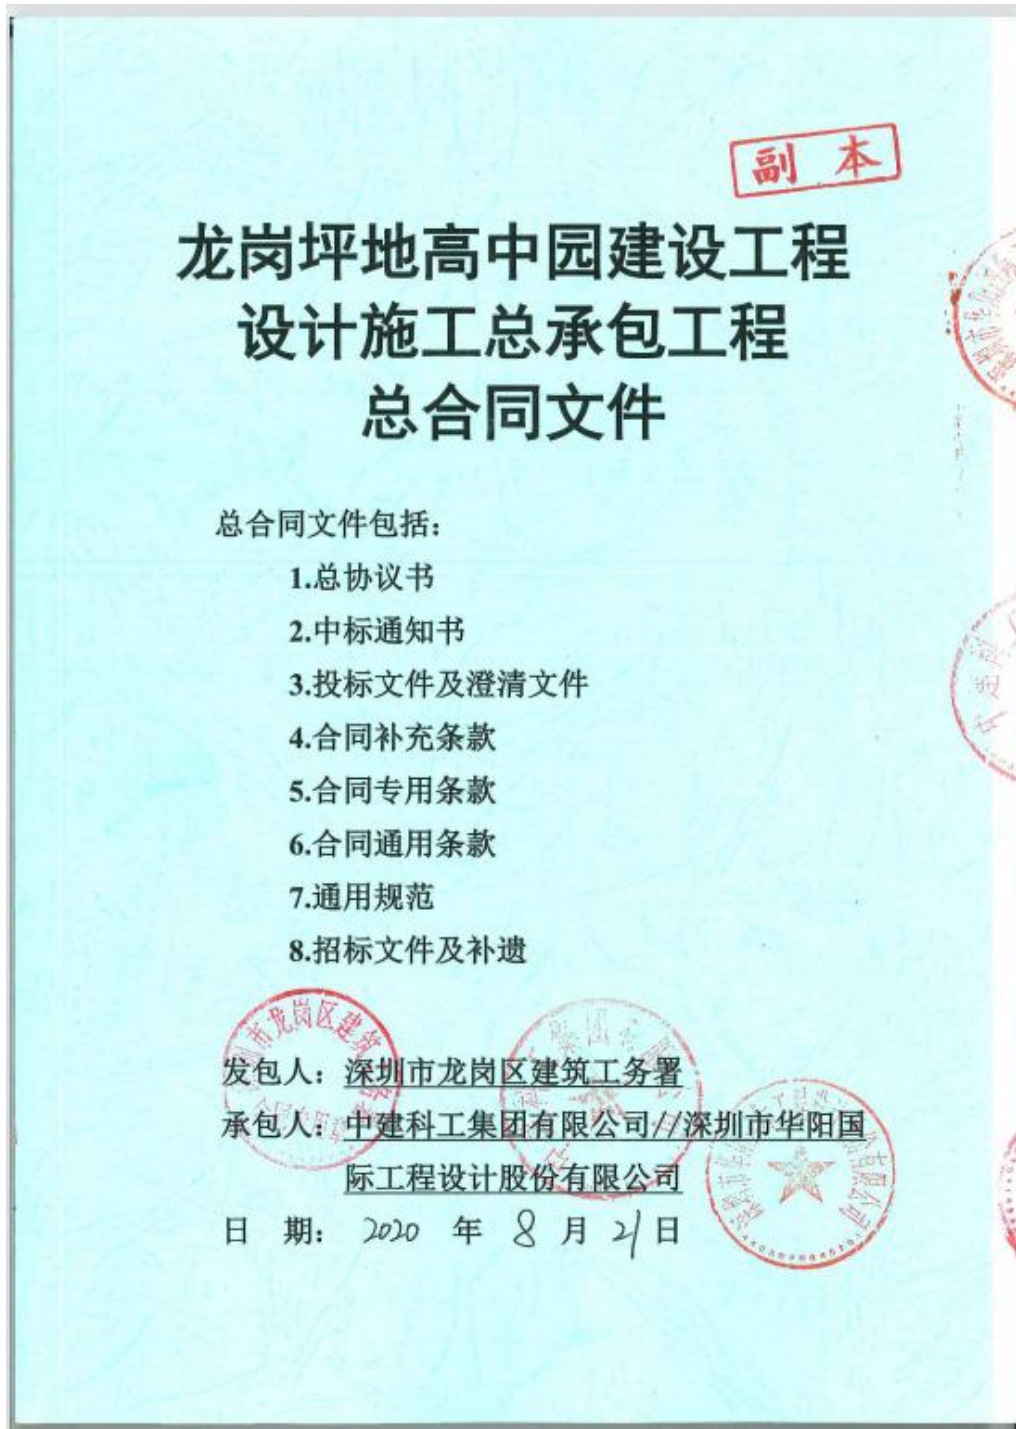 副 本
龙岗坪地高中园建设工程
设计施工总承包工程
总合同文件
总合同文件包括：
1.总协议书
2.中标通知书
3.投标文件及澄清文件
4.合同补充条款
5.合同专用条款
6.合同通用条款
7.通用规范
8.招标文件及补遗
发包人：深圳市龙岗区建筑工务署
承包人：中建科工集团有限公司//深圳市华阳国
际工程设计股份有限公司
日 期： 2020 年 8 月 21 日